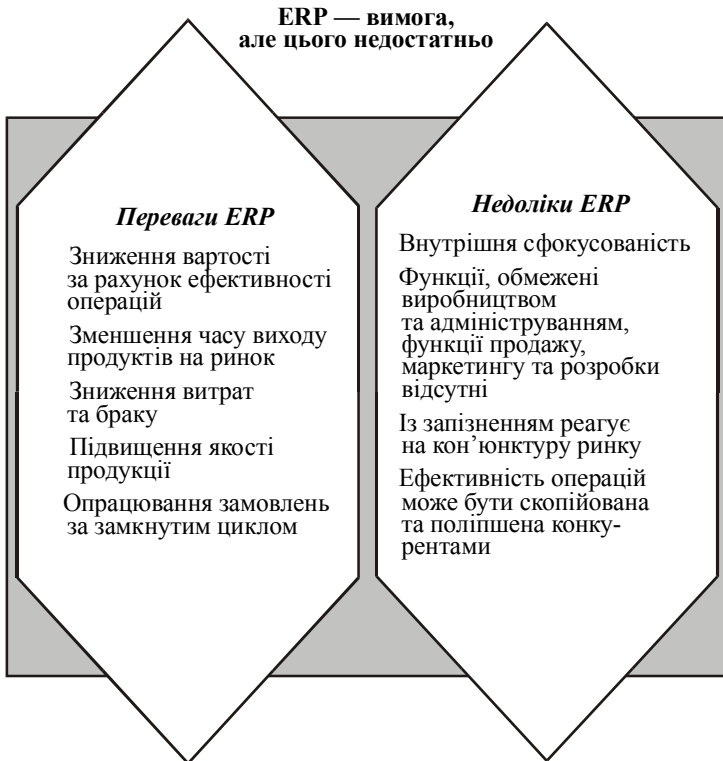 ERP — вимога,
але цього недостатньо
Переваги ERP
Зниження вартості
за рахунок ефективності
операцій
Зменшення часу виходу
продуктів на ринок
Зниження витрат
та браку
Підвищення якості
продукції
Опрацювання замовлень
за замкнутим циклом
Недоліки ERP
Внутрішня сфокусованість
Функції, обмежені
виробництвом
та адмініструванням,
функції продажу,
маркетингу та розробки
відсутні
Із запізненням реагує
на кон’юнктуру ринку
Ефективність операцій
може бути скопійована
та поліпшена конку-
рентами